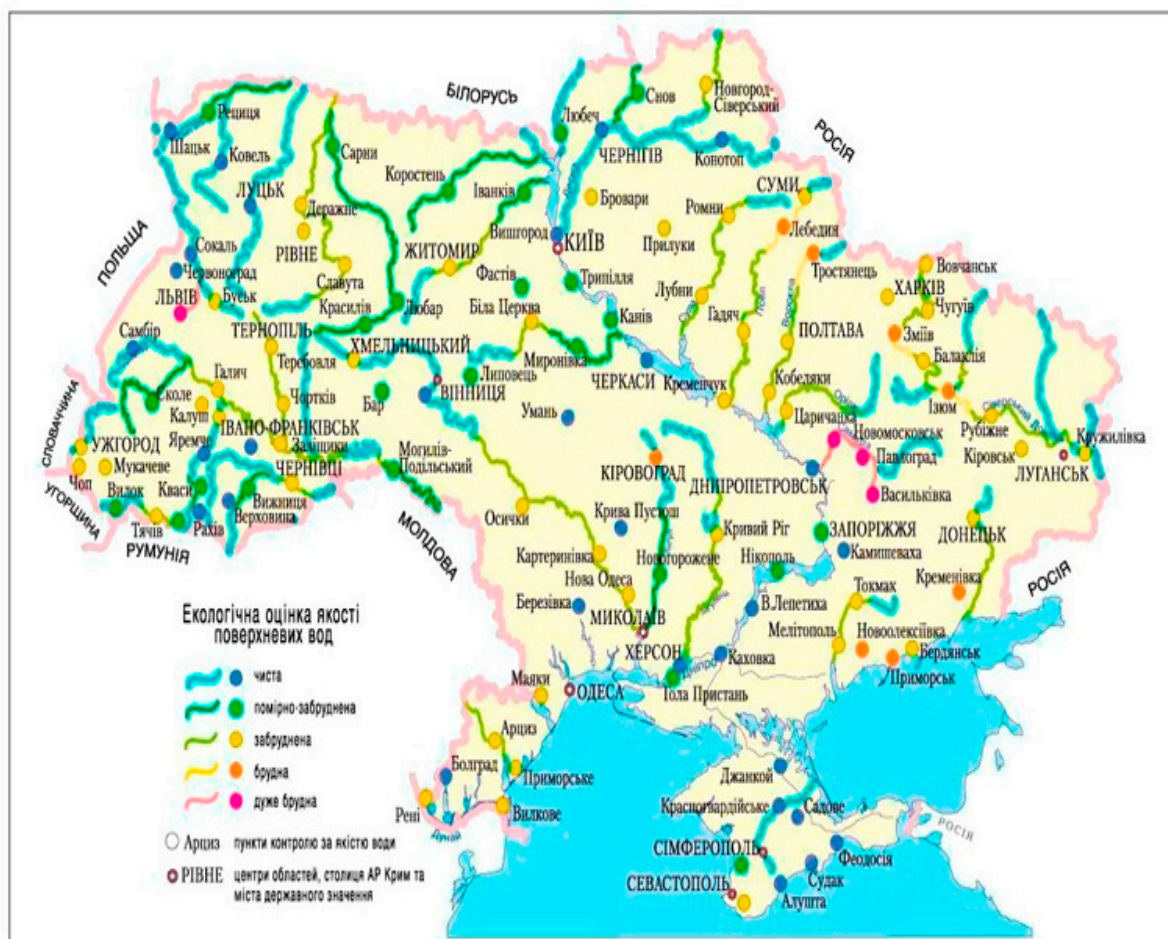 БІЛОРУСЬ
РОСІЯ
ПОЛЬЩА
СЛОВАЧЧИНА
УГОРЩИНА
РУМУНІЯ
МОЛДОВА
РОСІЯ
РОСІЯ
Рециця
Шацьк
Ковель
ЛУЦЬК
Сарни
Коростень
Іванків
Любеч
Снов
Новгород-
Сіверський
ЧЕРНІГІВ
Конотоп
СУМИ
Деражне
РІВНЕ
Вишгород
КИЇВ
Бровари
Прилуки
Ромни
Лебедин
Тростянець
Сокаль
Червоноград
ЛЬВІВ
Буськ
Славута
ЖИТОМИР
Фастів
Трипілля
Вовчанськ
ХАРКІВ
Чугуїв
Зміїв
Балаклія
Красилів
Любар
Біла Церква
Канів
Лубни
Гадяч
ПОЛТАВА
Ворскла
Самбір
ТЕРНОПІЛЬ
Теребовля
ХМЕЛЬНИЦЬКИЙ
Миронівка
Липовець
ЧЕРКАСИ
Кременчук
Кобеляки
Царичанка
Ізюм
Галич
Сколе
Калуш
Чортків
Бар
ВІННИЦЯ
Умань
Новомосковськ
Рубіжне
Кружилівка
УЖГОРОД
Яремче
ІВАНО-ФРАНКІВСЬК
Заліщики
Могилів-
Подільський
КІРОВОГРАД
Павлоград
Кіровськ
ЛУГАНСЬК
Мукачеве
ЧЕРНІВЦІ
Чоп
Вилок
Кваси
Вижниця
ДНІПРОПЕТРОВСЬК
Васильківка
Тячів
Рахів
Верховина
Осички
Крива Пустош
Кривий Ріг
ЗАПОРІЖЖЯ
ДОНЕЦЬК
Картеринівка
Новогорожене
Нікополь
Камишеваха
Нова Одеса
Березівка
МИКОЛАЇВ
В.Лепетиха
Токмак
Кременівка
ХЕРСОН
Дніпро
Каховка
Мелітополь
Новоолексіївка
Бердянськ
Приморськ
Гола Пристань
Маяки
ОДЕСА
Арциз
Болград
Приморське
Рені
Вилкове
Дунай
Джанкой
Красногвардійське
Садове
СІМФЕРОПОЛЬ
Феодосія
Судак
СЕВАСТОПОЛЬ
Алушта
Екологічна оцінка якості
поверхневих вод
чиста
помірно-забруднена
забруднена
брудна
дуже брудна
Арциз пункти контролю за якістю води
РІВНЕ центри областей, столиця АР Крим та
міста державного значення